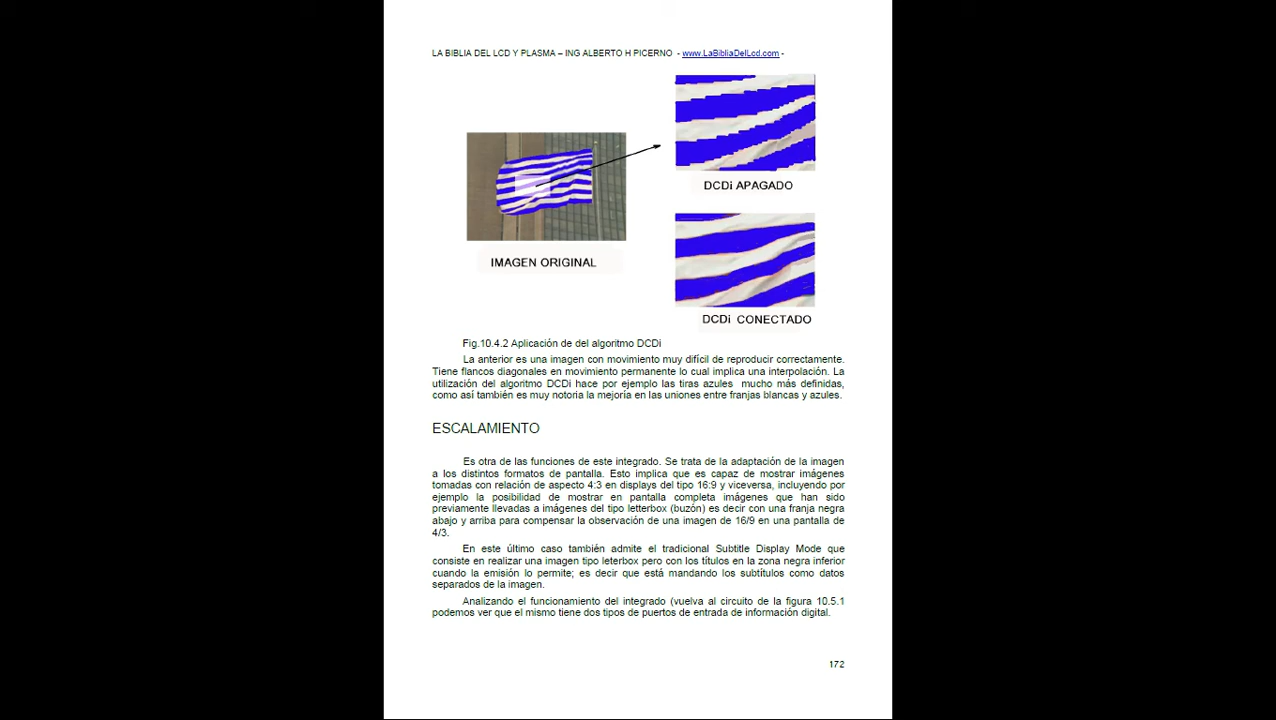 LA BIBLIA DEL LCD Y PLASMA – ING ALBERTO H PICERNO - www.LaBibliaDelLcd.com -
DCDi APAGADO
IMAGEN ORIGINAL
DCDi CONECTADO
Fig.10.4.2 Aplicación de del algoritmo DCDi
La anterior es una imagen con movimiento muy difícil de reproducir correctamente.
Tiene flancos diagonales en movimiento permanente lo cual implica una interpolación. La
utilización del algoritmo DCDi hace por ejemplo las tiras azules mucho más definidas,
como así también es muy notoria la mejoría en las uniones entre franjas blancas y azules.
ESCALAMIENTO
Es otra de las funciones de este integrado. Se trata de la adaptación de la imagen
a los distintos formatos de pantalla. Esto implica que es capaz de mostrar imágenes
tomadas con relación de aspecto 4:3 en displays del tipo 16:9 y viceversa, incluyendo por
ejemplo la posibilidad de mostrar en pantalla completa imágenes que han sido
previamente llevadas a imágenes del tipo letterbox (buzón) es decir con una franja negra
abajo y arriba para compensar la observación de una imagen de 16/9 en una pantalla de
4/3.
En este último caso también admite el tradicional Subtitle Display Mode que
consiste en realizar una imagen tipo leterbox pero con los títulos en la zona negra inferior
cuando la emisión lo permite; es decir que está mandando los subtítulos como datos
separados de la imagen.
Analizando el funcionamiento del integrado (vuelva al circuito de la figura 10.5.1
podemos ver que el mismo tiene dos tipos de puertos de entrada de información digital.
172